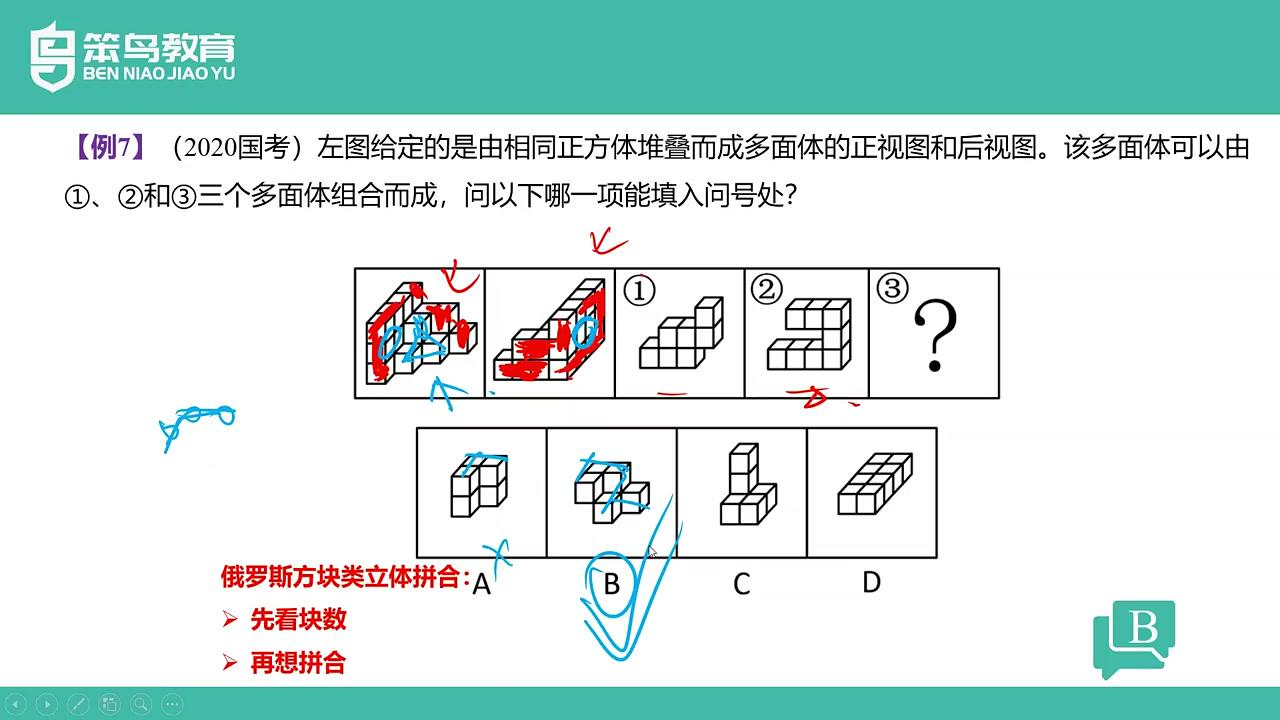 笨鸟教育
BEN NIAO JIAO YU
【例7】（2020国考）左图给定的是由相同正方体堆叠而成多面体的正视图和后视图。该多面体可以由
①、②和③三个多面体组合而成，问以下哪一项能填入问号处？
① ② ③
?
A B C D
俄罗斯方块类立体拼合：
➢ 先看块数
➢ 再想拼合
B